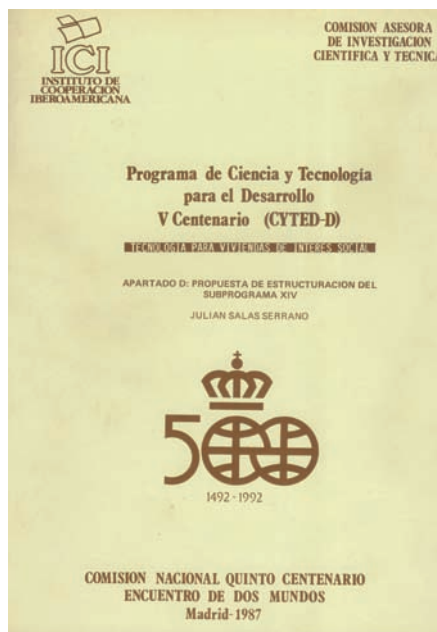 ICI
INSTITUTO DE
COOPERACION
IBEROAMERICANA
COMISION ASESORA
DE INVESTIGACION
CIENTIFICA Y TECNICA
Programa de Ciencia y Tecnología
para el Desarrollo
V Centenario (CYTED-D)
TECNOLOGIA PARA VIVIENDAS DE INTERES SOCIAL
APARTADO D: PROPUESTA DE ESTRUCTURACION DEL
SUBPROGRAMA XIV
JULIAN SALAS SERRANO
500
1492-1992
COMISION NACIONAL QUINTO CENTENARIO
ENCUENTRO DE DOS MUNDOS
Madrid-1987